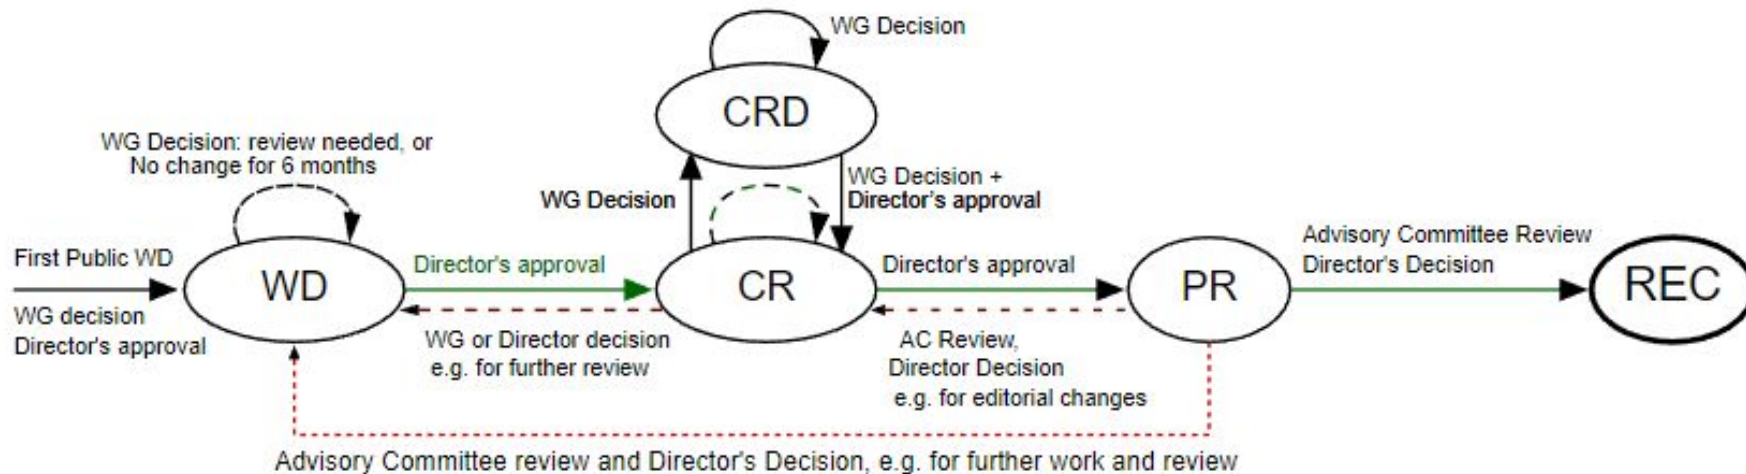 WG Decision
CRD
WG Decision: review needed, or
No change for 6 months
WG Decision
WG Decision +
Director's approval
First Public WD
WG decision
Director's approval
WD
Director's approval
WG or Director decision
e.g. for further review
CR
Director's approval
AC Review,
Director Decision
e.g. for editorial changes
PR
Advisory Committee Review
Director's Decision
REC
Advisory Committee review and Director's Decision, e.g. for further work and review